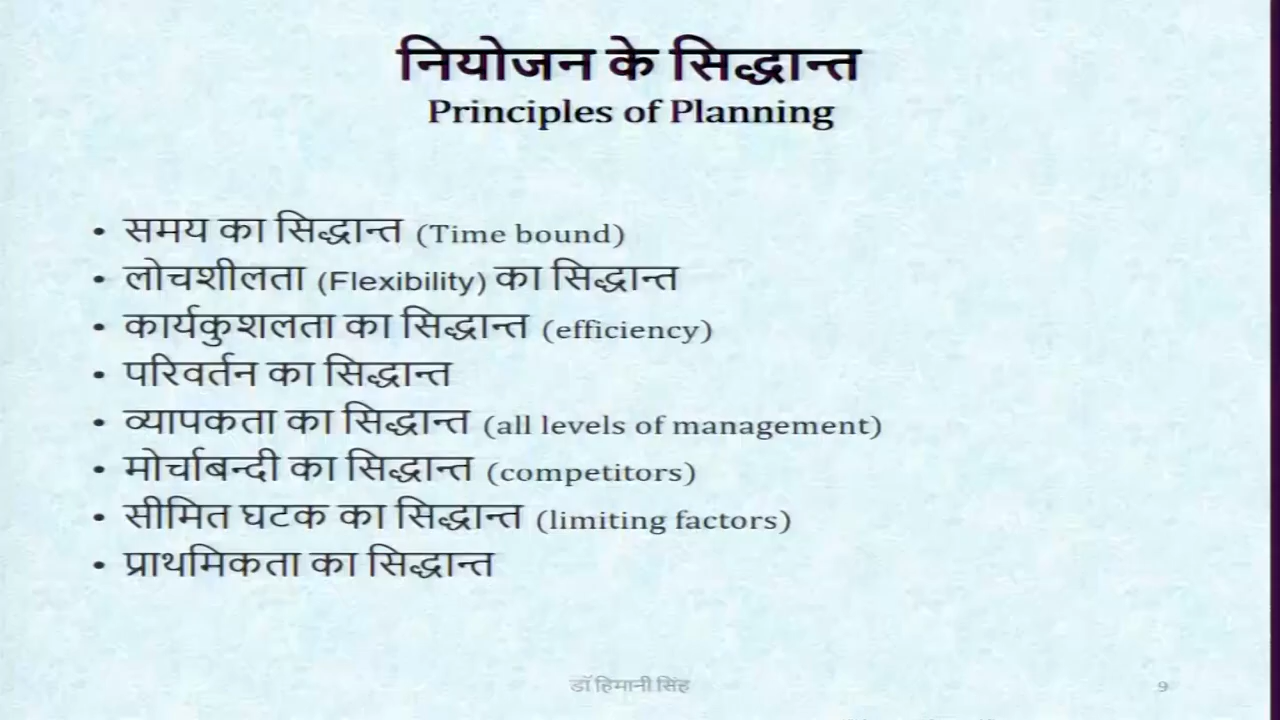 नियोजन के सिद्धान्त
Principles of Planning
• समय का सिद्धान्त (Time bound)
• लोचशीलता (Flexibility) का सिद्धान्त
• कार्यकुशलता का सिद्धान्त (efficiency)
• परिवर्तन का सिद्धान्त
• व्यापकता का सिद्धान्त (all levels of management)
• मोर्चाबन्दी का सिद्धान्त (competitors)
• सीमित घटक का सिद्धान्त (limiting factors)
• प्राथमिकता का सिद्धान्त
डॉ हिमानी सिंह
9